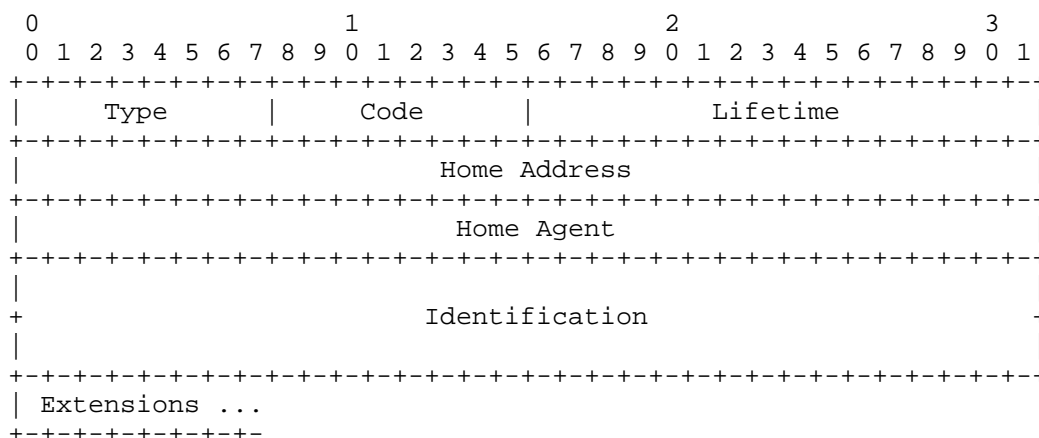 0                   1                   2                   3
 0 1 2 3 4 5 6 7 8 9 0 1 2 3 4 5 6 7 8 9 0 1 2 3 4 5 6 7 8 9 0 1
+-+-+-+-+-+-+-+-+-+-+-+-+-+-+-+-+-+-+-+-+-+-+-+-+-+-+-+-+-+-+-+--
|     Type      |     Code      |           Lifetime            |
+-+-+-+-+-+-+-+-+-+-+-+-+-+-+-+-+-+-+-+-+-+-+-+-+-+-+-+-+-+-+-+--
|                          Home Address
+-+-+-+-+-+-+-+-+-+-+-+-+-+-+-+-+-+-+-+-+-+-+-+-+-+-+-+-+-+-+-+--
|                           Home Agent                          |
+-+-+-+-+-+-+-+-+-+-+-+-+-+-+-+-+-+-+-+-+-+-+-+-+-+-+-+-+-+-+-+--
|                                                               |
+                         Identification                        -
|                                                               |
+-+-+-+-+-+-+-+-+-+-+-+-+-+-+-+-+-+-+-+-+-+-+-+-+-+-+-+-+-+-+-+--
| Extensions ...
+-+-+-+-+-+-+-+-